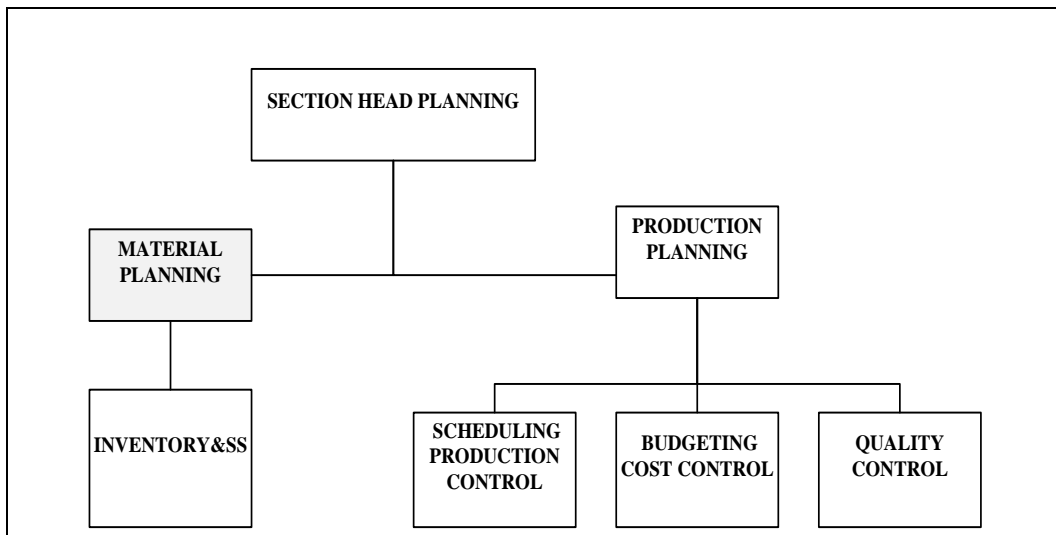 SECTION HEAD PLANNING
MATERIAL
PLANNING
PRODUCTION
PLANNING
INVENTORY&SS
SCHEDULING
PRODUCTION
CONTROL
BUDGETING
COST CONTROL
QUALITY
CONTROL